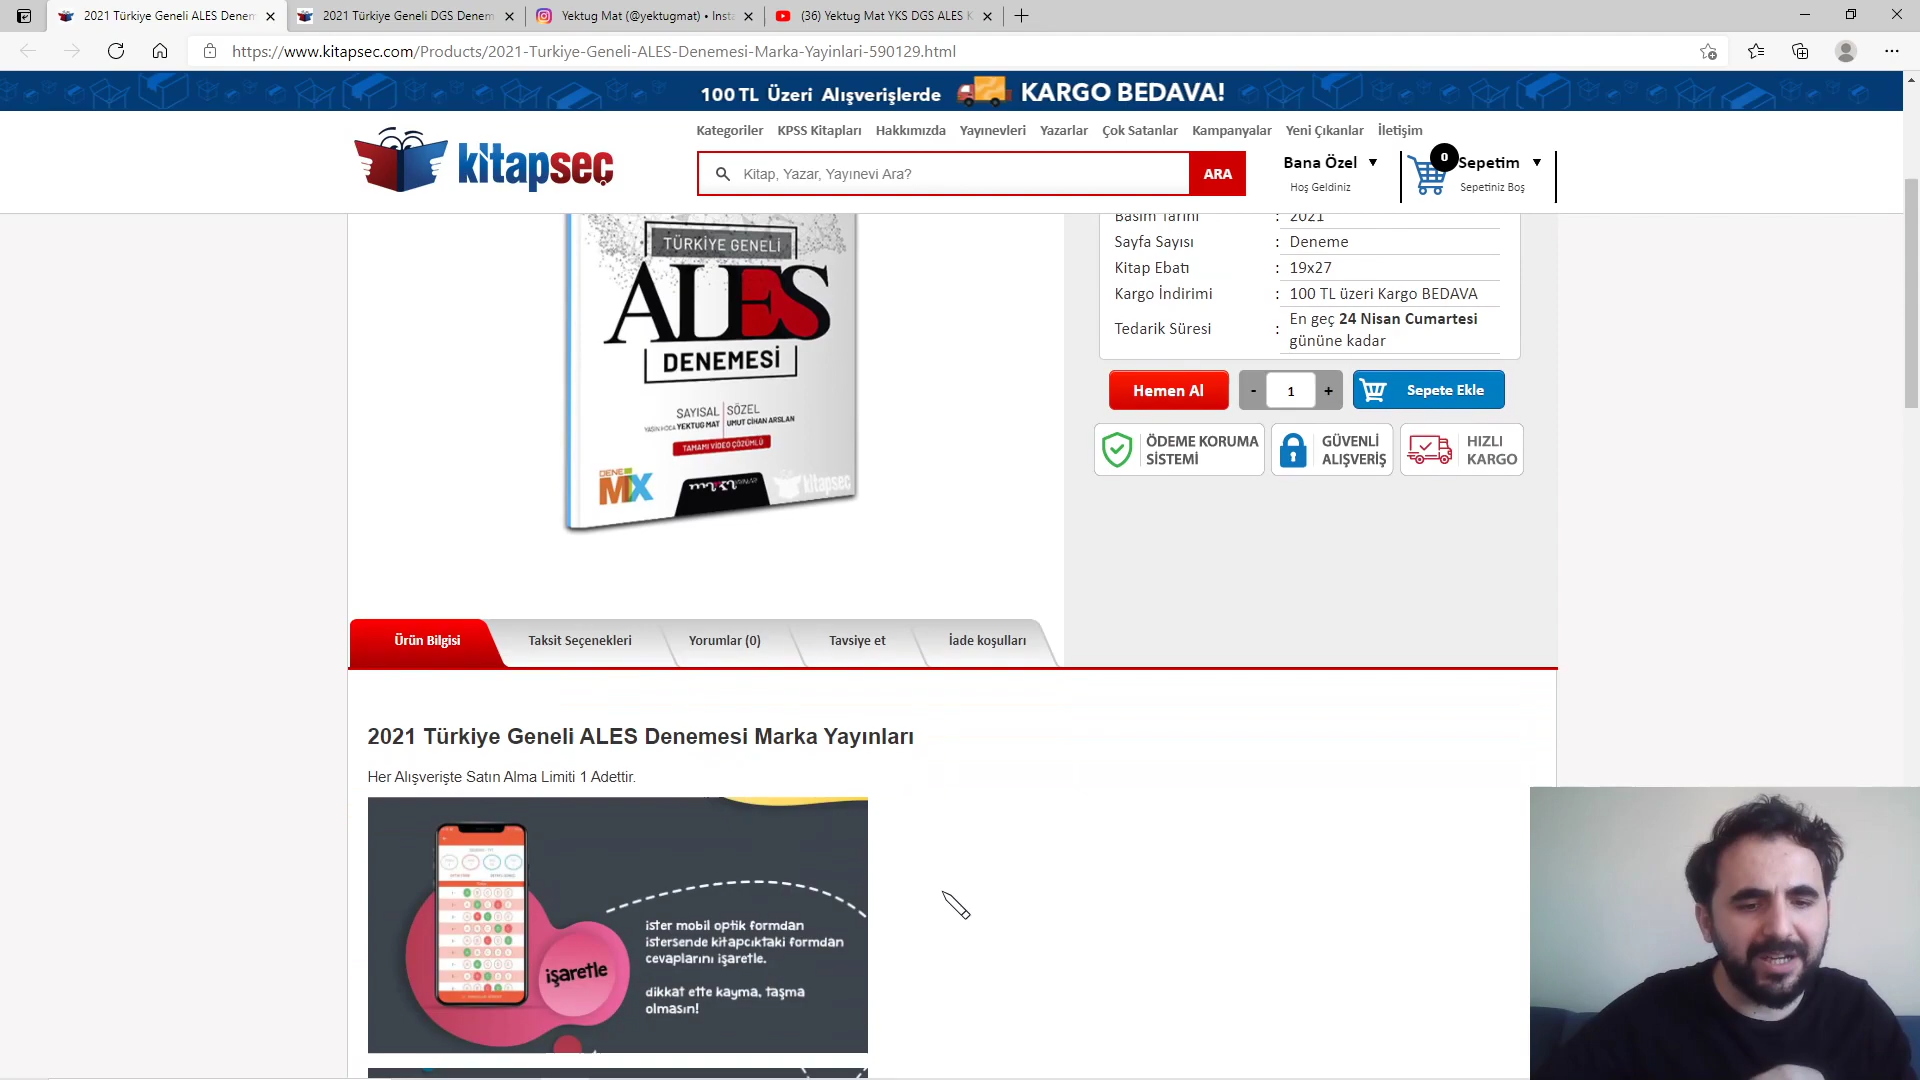 2021 Türkiye Geneli ALES Denem
2021 Türkiye Geneli DGS Denem
Yektug Mat (@yektugmat) • Inst
(36) Yektug Mat YKS DGS ALES K
https://www.kitapsec.com/Products/2021-Turkiye-Geneli-ALES-Denemesi-Marka-Yayinlari-590129.html
100 TL Üzeri Alışverişlerde KARGO BEDAVA!
Kategoriler KPSS Kitapları Hakkımızda Yayınevleri Yazarlar Çok Satanlar Kampanyalar Yeni Çıkanlar İletişim
kitapseç
Kitap, Yazar, Yayınevi Ara?
ARA
Bana Özel
Hoş Geldiniz
0
Sepetim
Sepetiniz Boş
Basım Tarihi : 2021
Sayfa Sayısı : Deneme
Kitap Ebatı : 19x27
Kargo İndirimi : 100 TL üzeri Kargo BEDAVA
Tedarik Süresi : En geç 24 Nisan Cumartesi
gününe kadar
TÜRKİYE GENELİ
ALES
DENEMESİ
SAYISAL
YASİN HOCA YEKTUG MAT
SÖZEL
UMUT CİHAN ARSLAN
TAMAMI VİDEO ÇÖZÜMLÜ
DENE
MİX
kitapseç
Hemen Al
- 1 +
Sepete Ekle
ÖDEME KORUMA
SİSTEMİ
GÜVENLİ
ALIŞVERİŞ
HIZLI
KARGO
Ürün Bilgisi
Taksit Seçenekleri
Yorumlar (0)
Tavsiye et
İade koşulları
2021 Türkiye Geneli ALES Denemesi Marka Yayınları
Her Alışverişte Satın Alma Limiti 1 Adettir.
işaretle
ister mobil optik formdan
istersende kitapçıktaki formdan
cevaplarını işaretle.
dikkat ette kayma, taşma
olmasın!